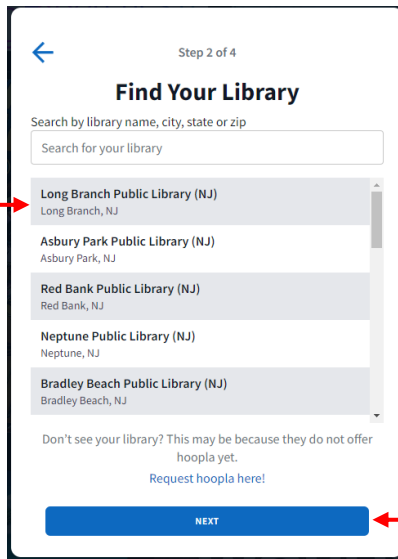 Step 2 of 4
Find Your Library
Search by library name, city, state or zip
Search for your library
Long Branch Public Library (NJ)
Long Branch, NJ
Asbury Park Public Library (NJ)
Asbury Park, NJ
Red Bank Public Library (NJ)
Red Bank, NJ
Neptune Public Library (NJ)
Neptune, NJ
Bradley Beach Public Library (NJ)
Bradley Beach, NJ
Don't see your library? This may be because they do not offer
hoopla yet.
Request hoopla here!
NEXT